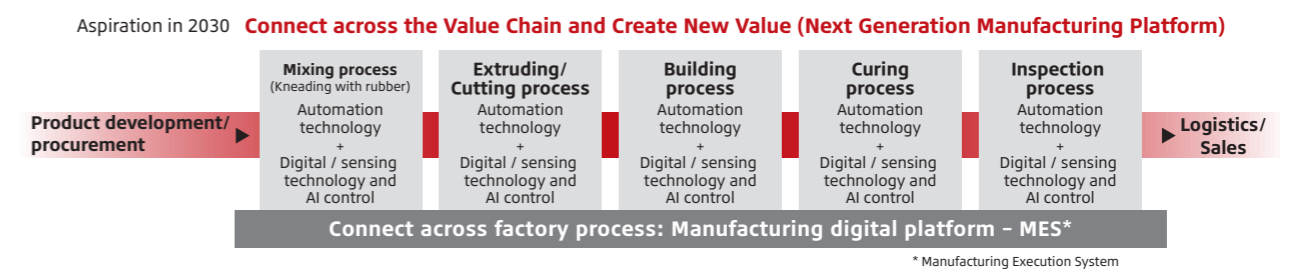 Aspiration in 2030 Connect across the Value Chain and Create New Value (Next Generation Manufacturing Platform)
Product development/
procurement
Mixing process
(Kneading with rubber)
Automation
technology
+
Digital / sensing
technology and
AI control
Extruding/
Cutting process
Automation
technology
+
Digital / sensing
technology and
AI control
Building
process
Automation
technology
+
Digital / sensing
technology and
AI control
Curing
process
Automation
technology
+
Digital / sensing
technology and
AI control
Inspection
process
Automation
technology
+
Digital / sensing
technology and
AI control
Logistics/
Sales
Connect across factory process: Manufacturing digital platform – MES*
* Manufacturing Execution System